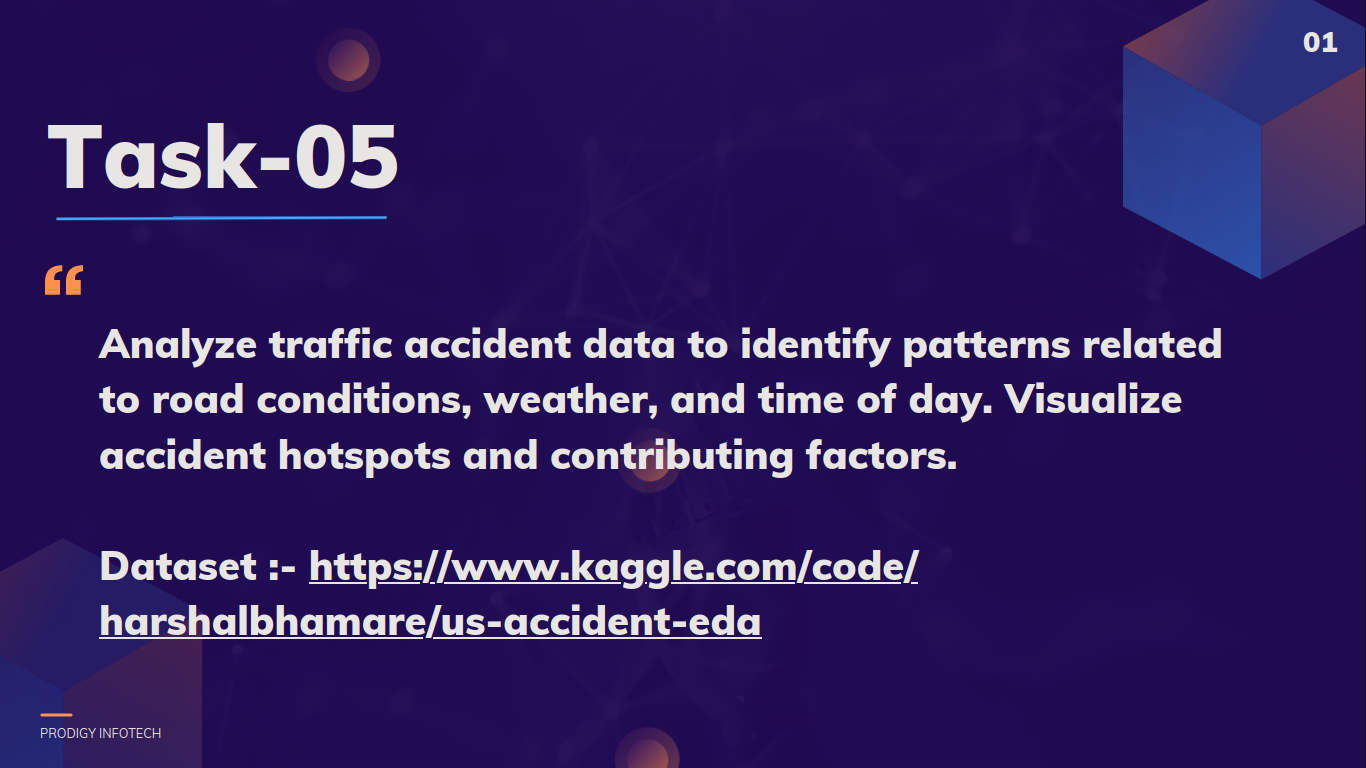 01
Task-05
“
Analyze traffic accident data to identify patterns related
to road conditions, weather, and time of day. Visualize
accident hotspots and contributing factors.
Dataset :- https://www.kaggle.com/code/
harshalbhamare/us-accident-eda
PRODIGY INFOTECH